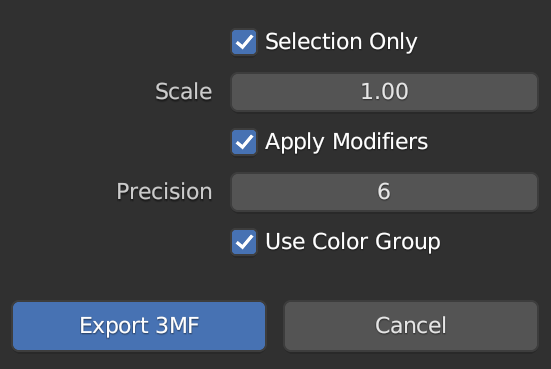 Selection Only
Scale 1.00
Apply Modifiers
Precision 6
Use Color Group
Export 3MF Cancel